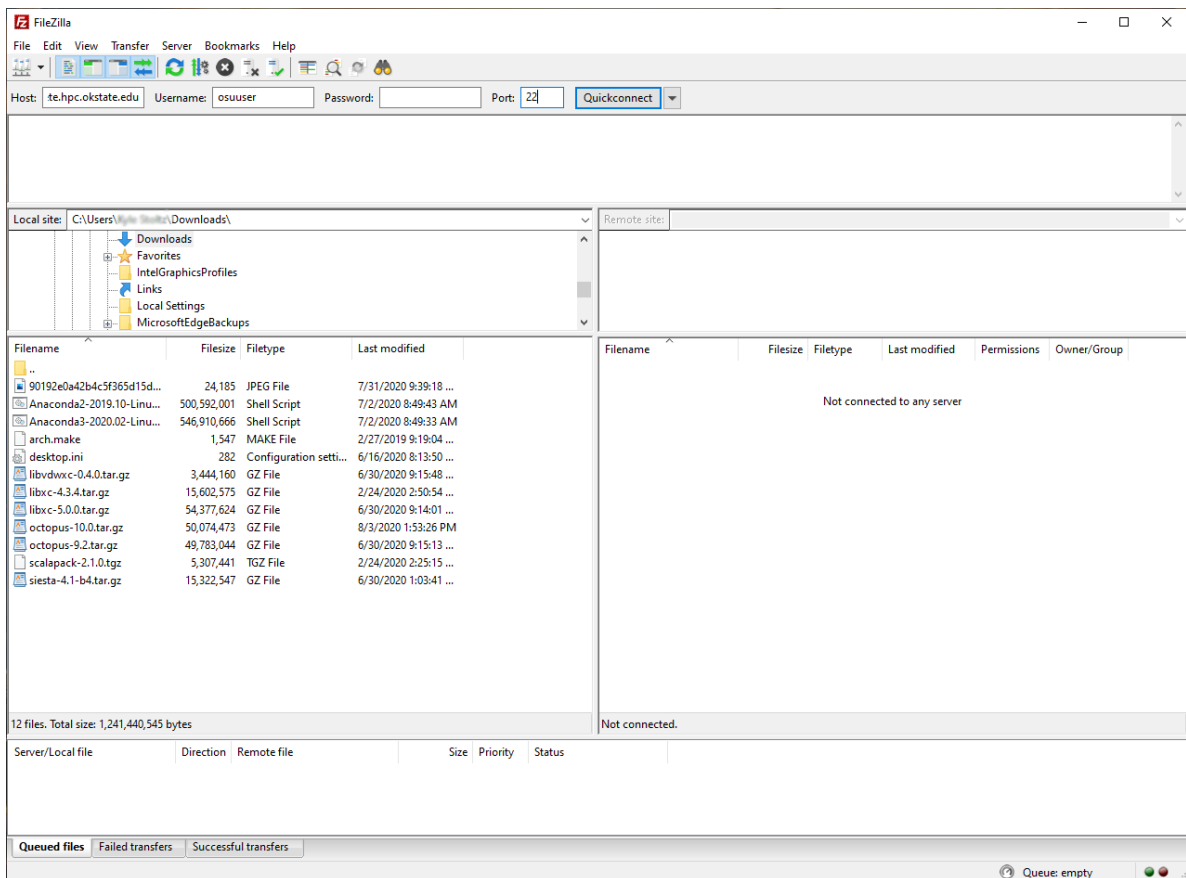 FileZilla
File Edit View Transfer Server Bookmarks Help
Host: te.hpc.okstate.edu Username: osuuser Password: Port: 22 Quickconnect
Local site: C:\Users\ \Downloads\
Downloads
Favorites
IntelGraphicsProfiles
Links
Local Settings
MicrosoftEdgeBackups
Remote site:
Filename Filesize Filetype Last modified
..
90192e0a42b4c5f365d15d... 24,185 JPEG File 7/31/2020 9:39:18 ...
Anaconda2-2019.10-Linu... 500,592,001 Shell Script 7/2/2020 8:49:43 AM
Anaconda3-2020.02-Linu... 546,910,666 Shell Script 7/2/2020 8:49:33 AM
arch.make 1,547 MAKE File 2/27/2019 9:19:04 ...
desktop.ini 282 Configuration setti... 6/16/2020 8:13:50 ...
libvdwxc-0.4.0.tar.gz 3,444,160 GZ File 6/30/2020 9:15:48 ...
libxc-4.3.4.tar.gz 15,602,575 GZ File 2/24/2020 2:50:54 ...
libxc-5.0.0.tar.gz 54,377,624 GZ File 6/30/2020 9:14:01 ...
octopus-10.0.tar.gz 50,074,473 GZ File 8/3/2020 1:53:26 PM
octopus-9.2.tar.gz 49,783,044 GZ File 6/30/2020 9:15:13 ...
scalapack-2.1.0.tgz 5,307,441 TGZ File 2/24/2020 2:25:15 ...
siesta-4.1-b4.tar.gz 15,322,547 GZ File 6/30/2020 1:03:41 ...
12 files. Total size: 1,241,440,545 bytes
Filename Filesize Filetype Last modified Permissions Owner/Group
Not connected to any server
Not connected.
Server/Local file Direction Remote file Size Priority Status
Queued files Failed transfers Successful transfers
Queue: empty